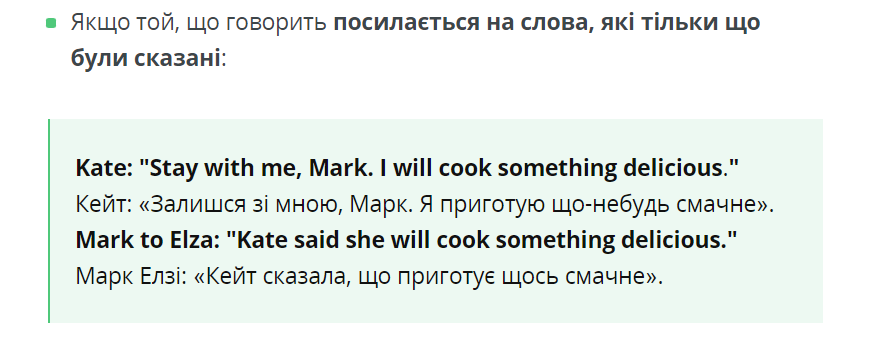 Якщо той, що говорить посилається на слова, які тільки що
були сказані:
Kate: "Stay with me, Mark. I will cook something delicious."
Кейт: «Залишся зі мною, Марк. Я приготую що-небудь смачне».
Mark to Elza: "Kate said she will cook something delicious."
Марк Елзі: «Кейт сказала, що приготує щось смачне».